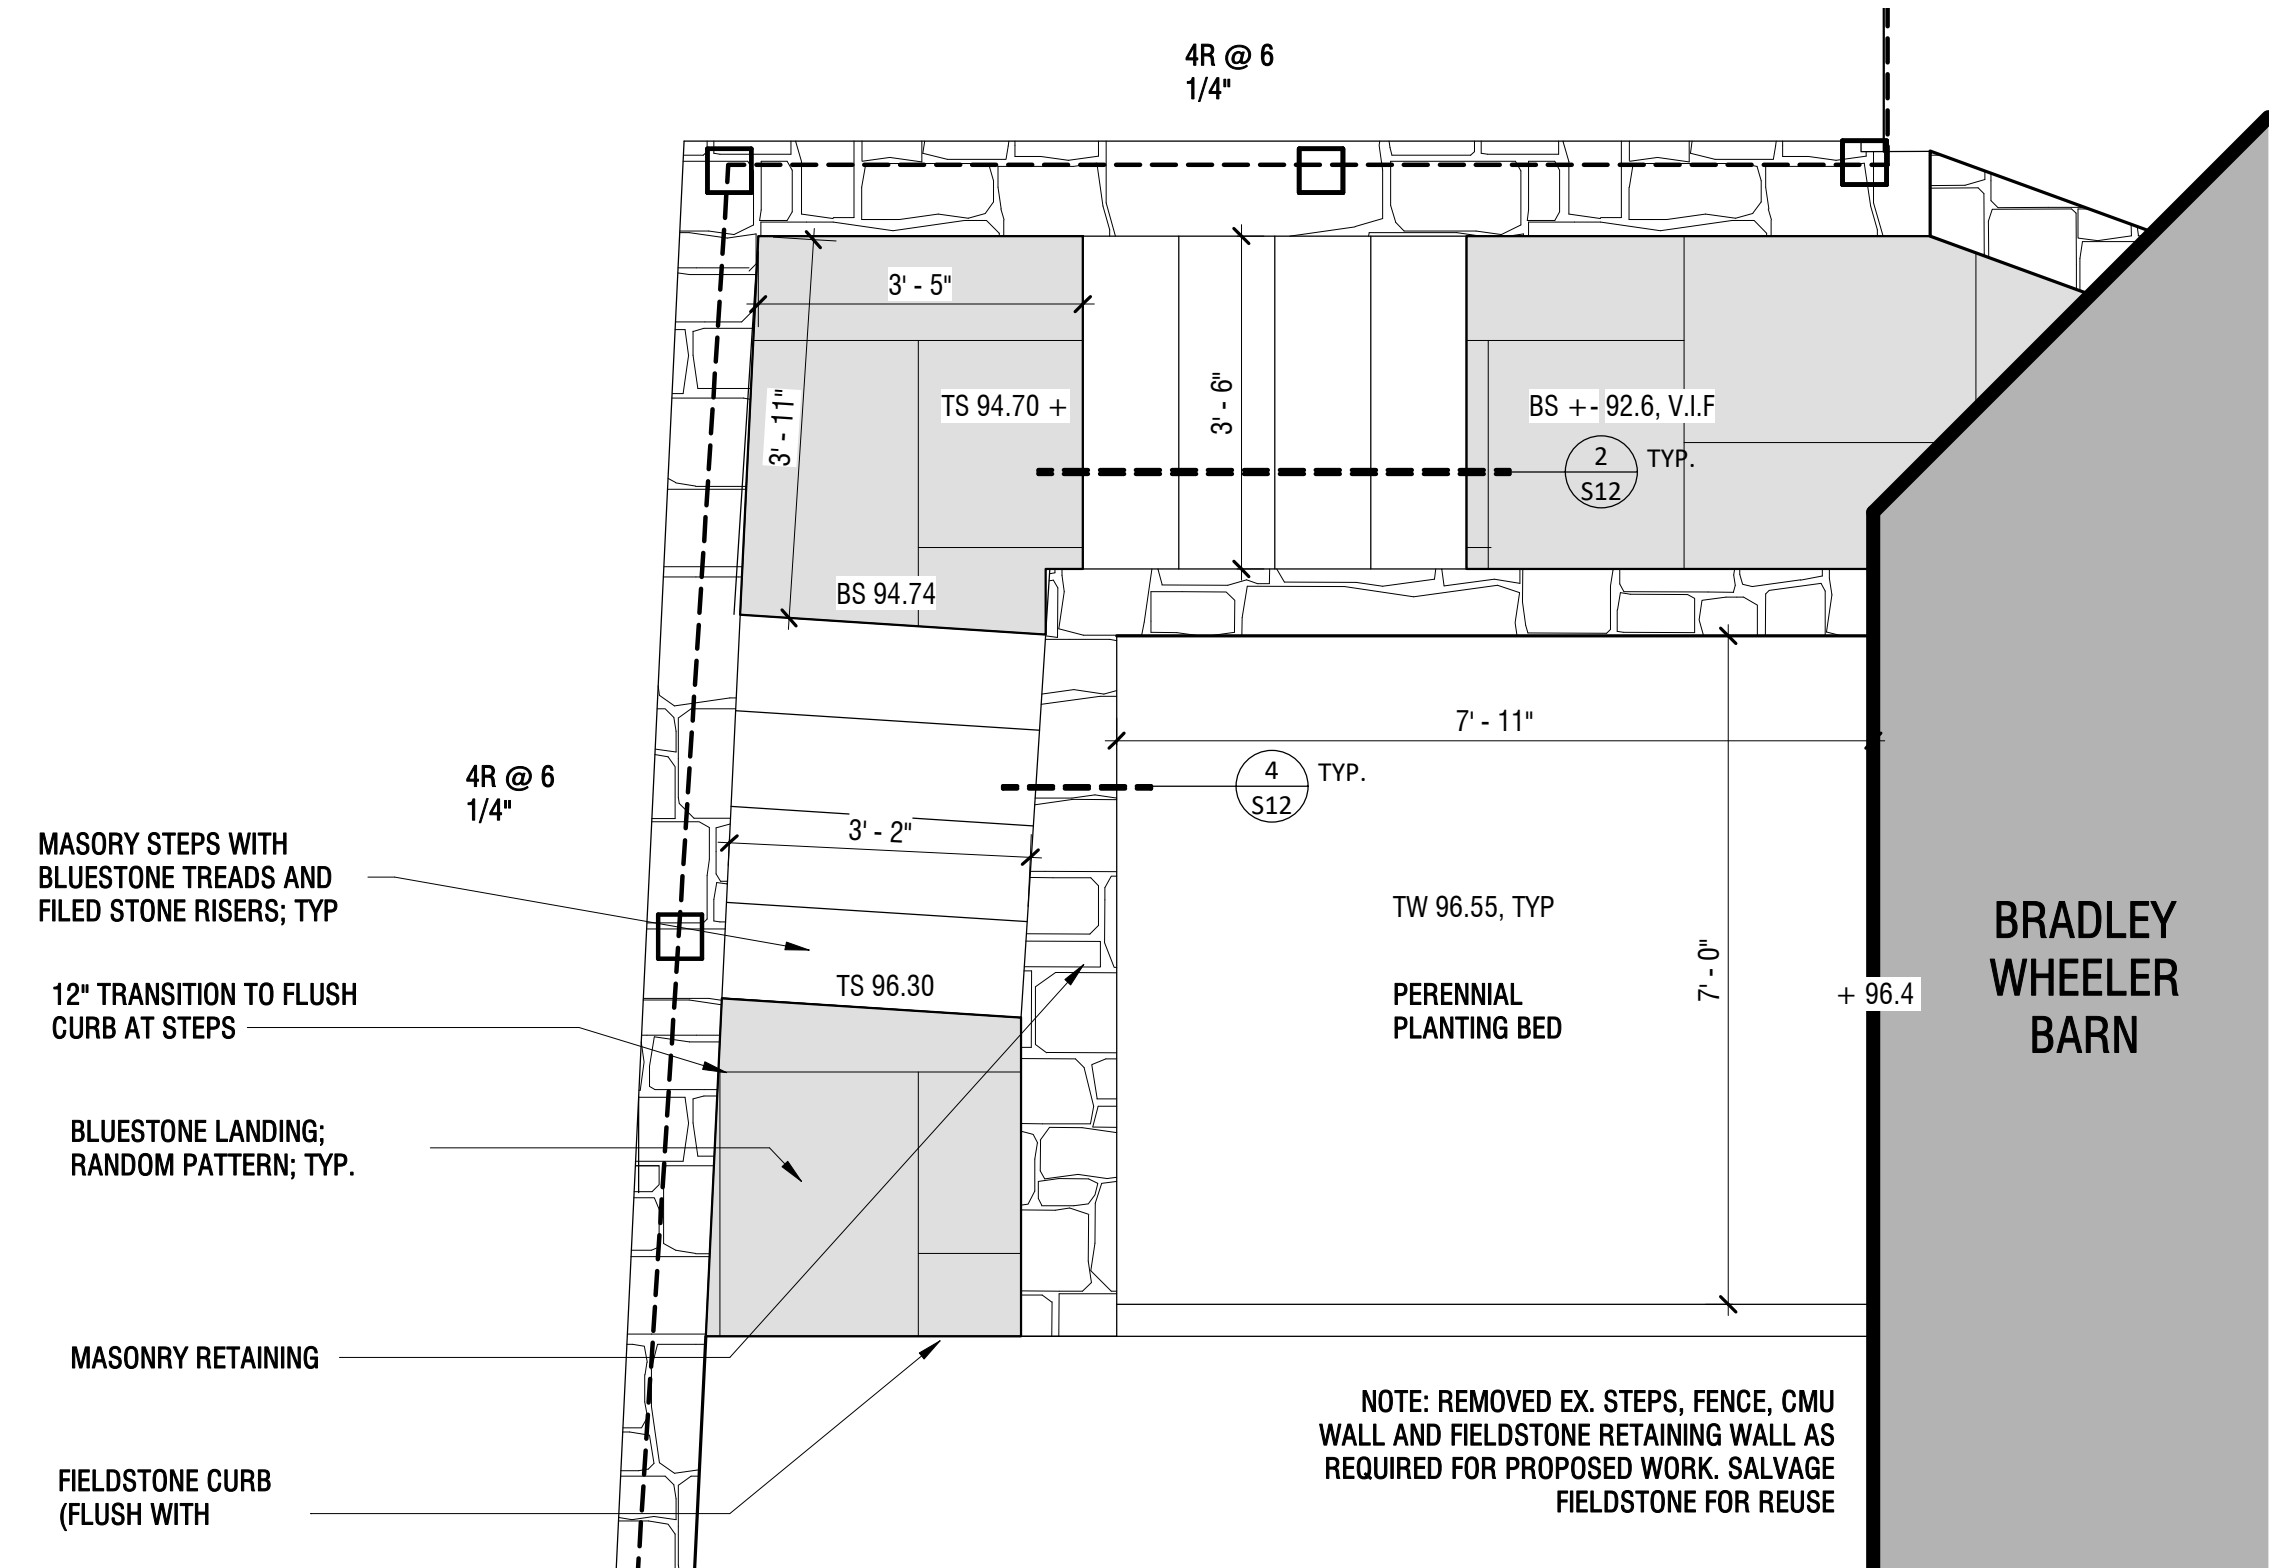 4R @ 6
1/4"
3' - 5"
3' - 11"
TS 94.70 +
3' - 6"
BS +- 92.6, V.I.F
2
S12
TYP.
BS 94.74
7' - 11"
4R @ 6
1/4"
4
S12
TYP.
MASORY STEPS WITH
BLUESTONE TREADS AND
FILED STONE RISERS; TYP
3' - 2"
TW 96.55, TYP
7' - 0"
BRADLEY
WHEELER
BARN
12" TRANSITION TO FLUSH
CURB AT STEPS
TS 96.30
PERENNIAL
PLANTING BED
+ 96.4
BLUESTONE LANDING;
RANDOM PATTERN; TYP.
MASONRY RETAINING
NOTE: REMOVED EX. STEPS, FENCE, CMU
WALL AND FIELDSTONE RETAINING WALL AS
REQUIRED FOR PROPOSED WORK. SALVAGE
FIELDSTONE FOR REUSE
FIELDSTONE CURB
(FLUSH WITH